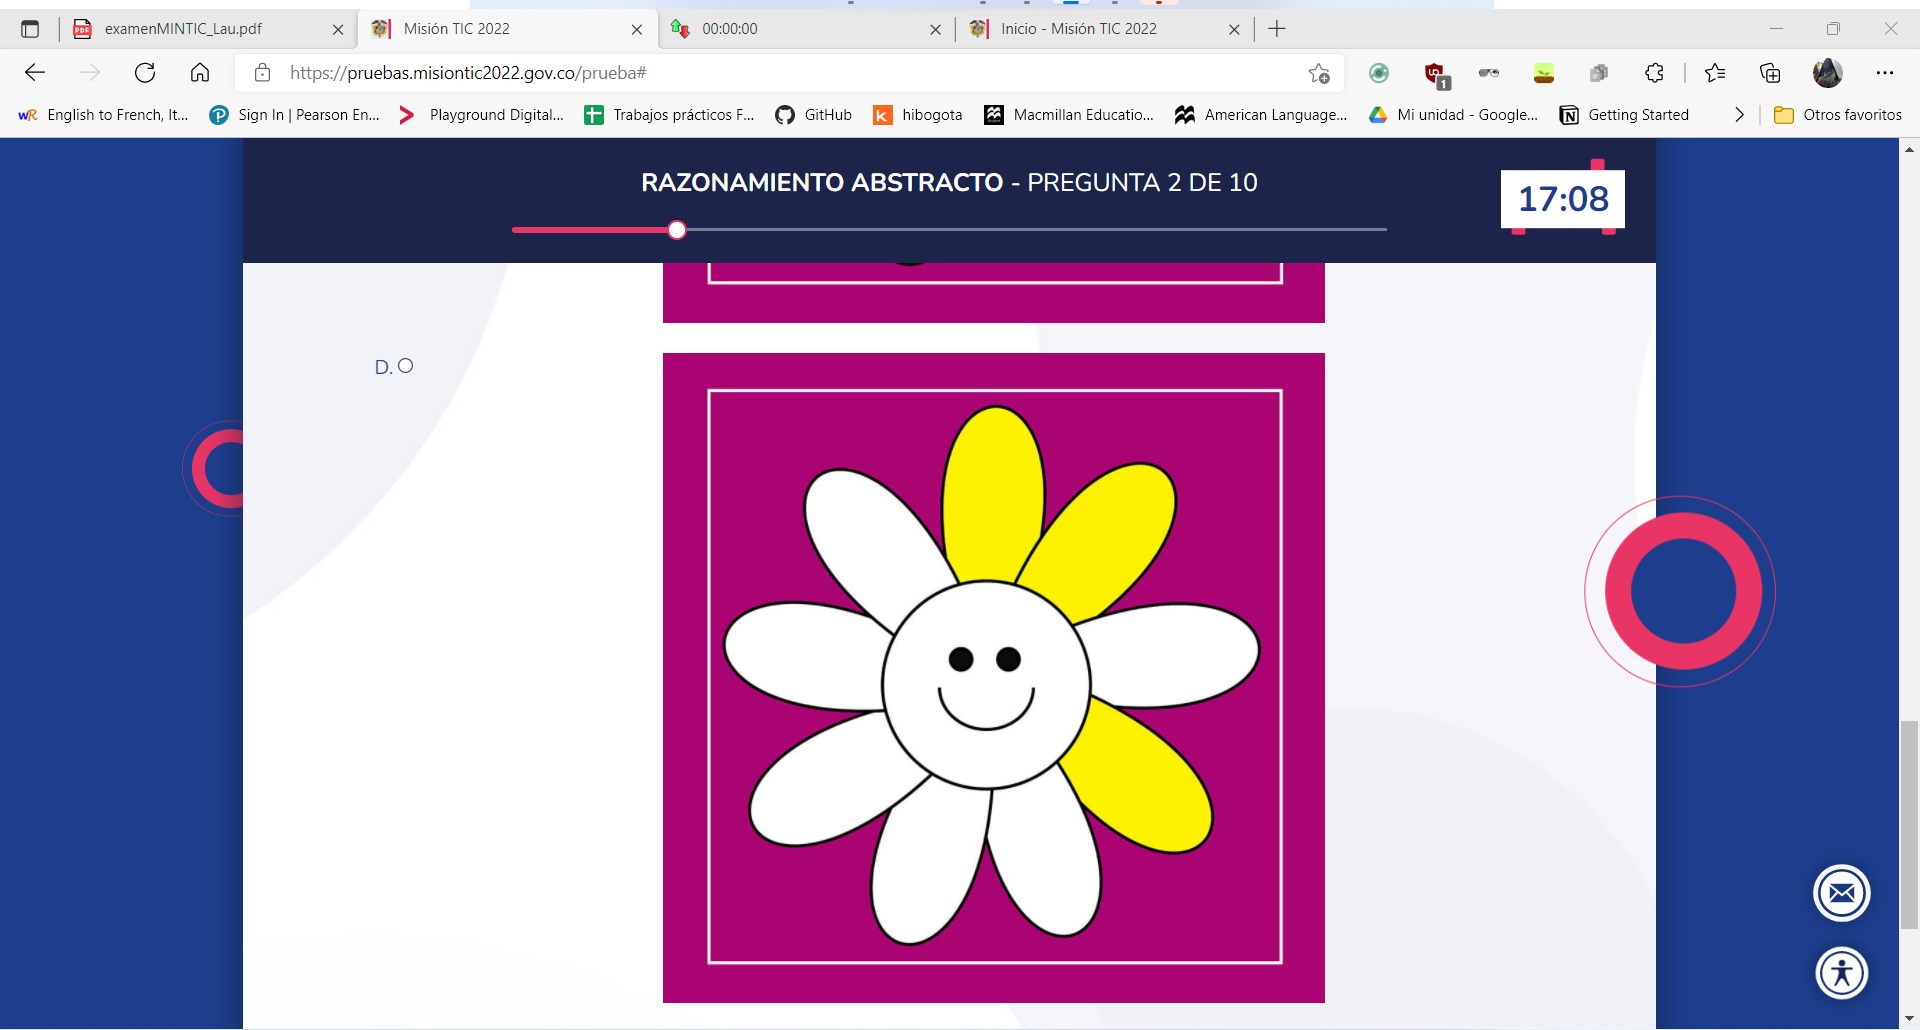 examenMINTIC_Lau.pdf
Misión TIC 2022
00:00:00
Inicio - Misión TIC 2022
https://pruebas.misiontic2022.gov.co/prueba#
1
English to French, It...
Sign In | Pearson En...
Playground Digital...
Trabajos prácticos F...
GitHub
hibogota
Macmillan Educatio...
American Language...
Mi unidad - Google...
Getting Started
Otros favoritos
RAZONAMIENTO ABSTRACTO - PREGUNTA 2 DE 10
17:08
D.